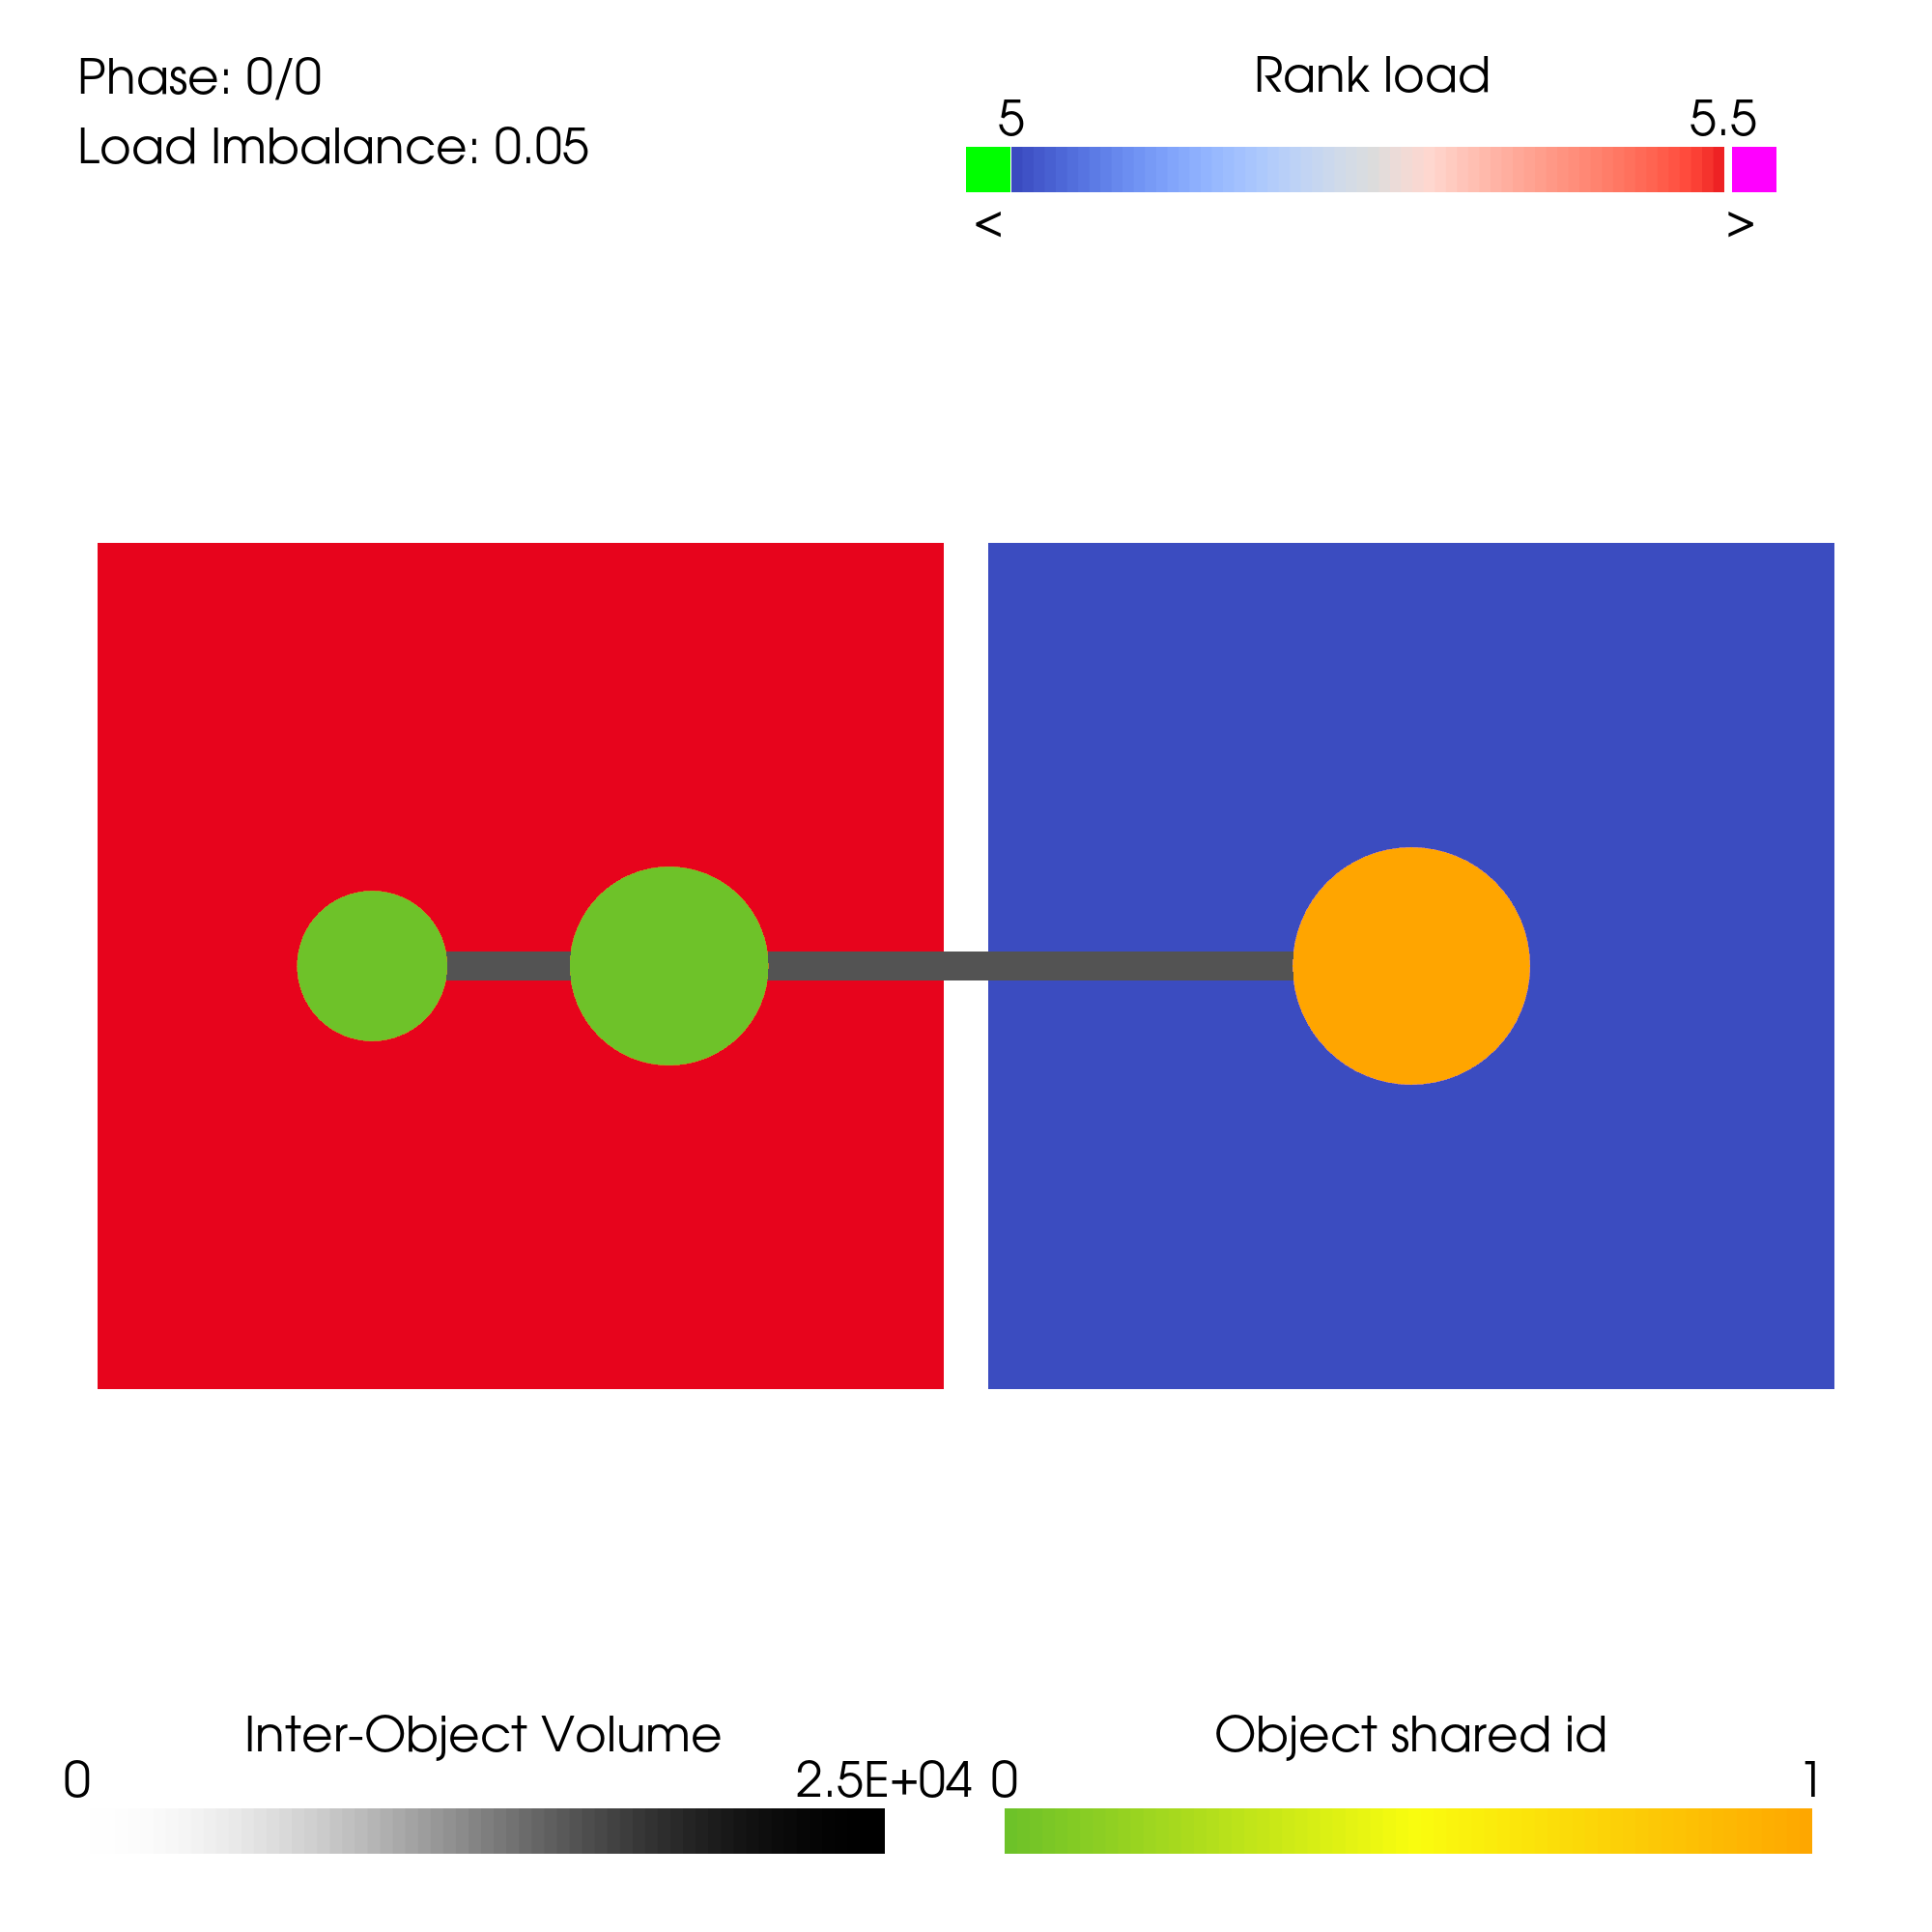 Phase: 0/0
Load Imbalance: 0.05
Rank load
5 5.5
< >
Inter-Object Volume
0 2.5E+04
Object shared id
0 1